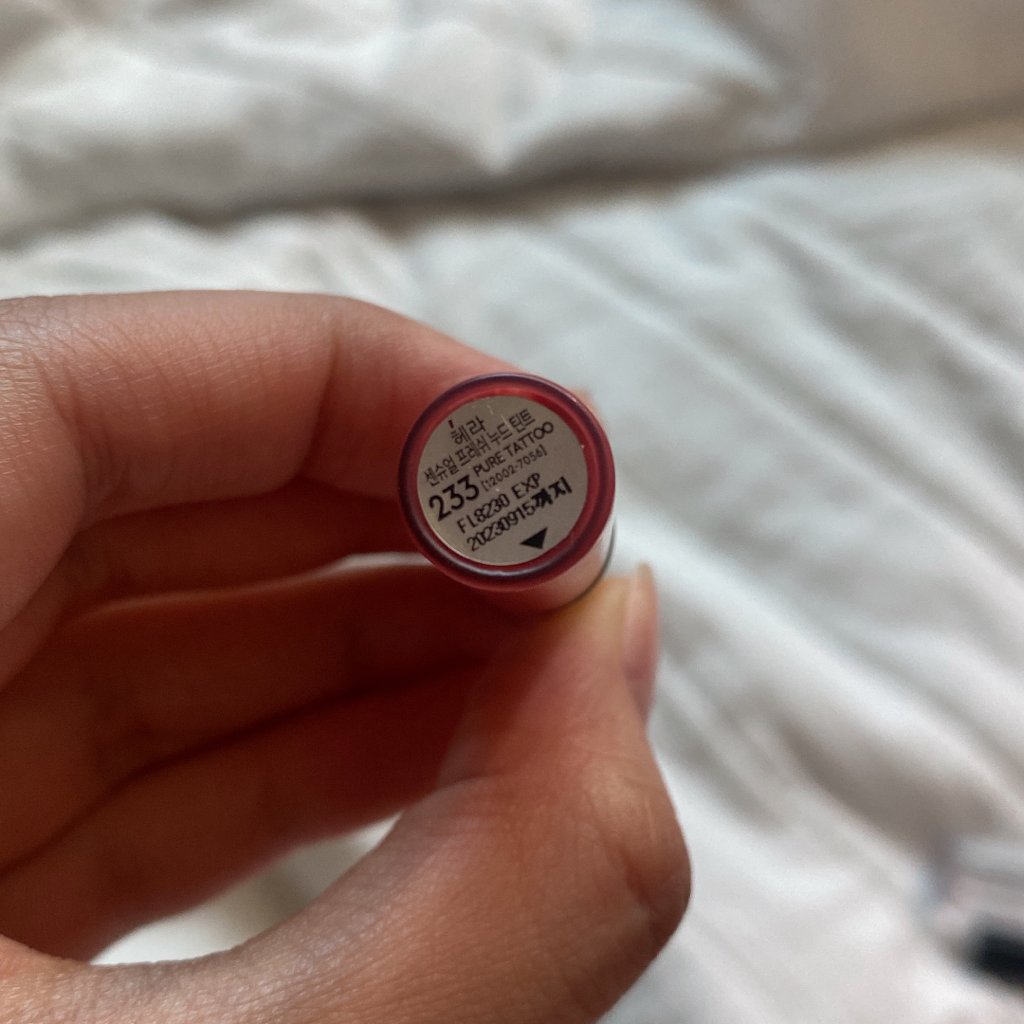 헤라
센슈얼 프레쉬 누드 틴트
233 PURE TATTOO
[12002-7056]
FL8230 EXP
20230915까지